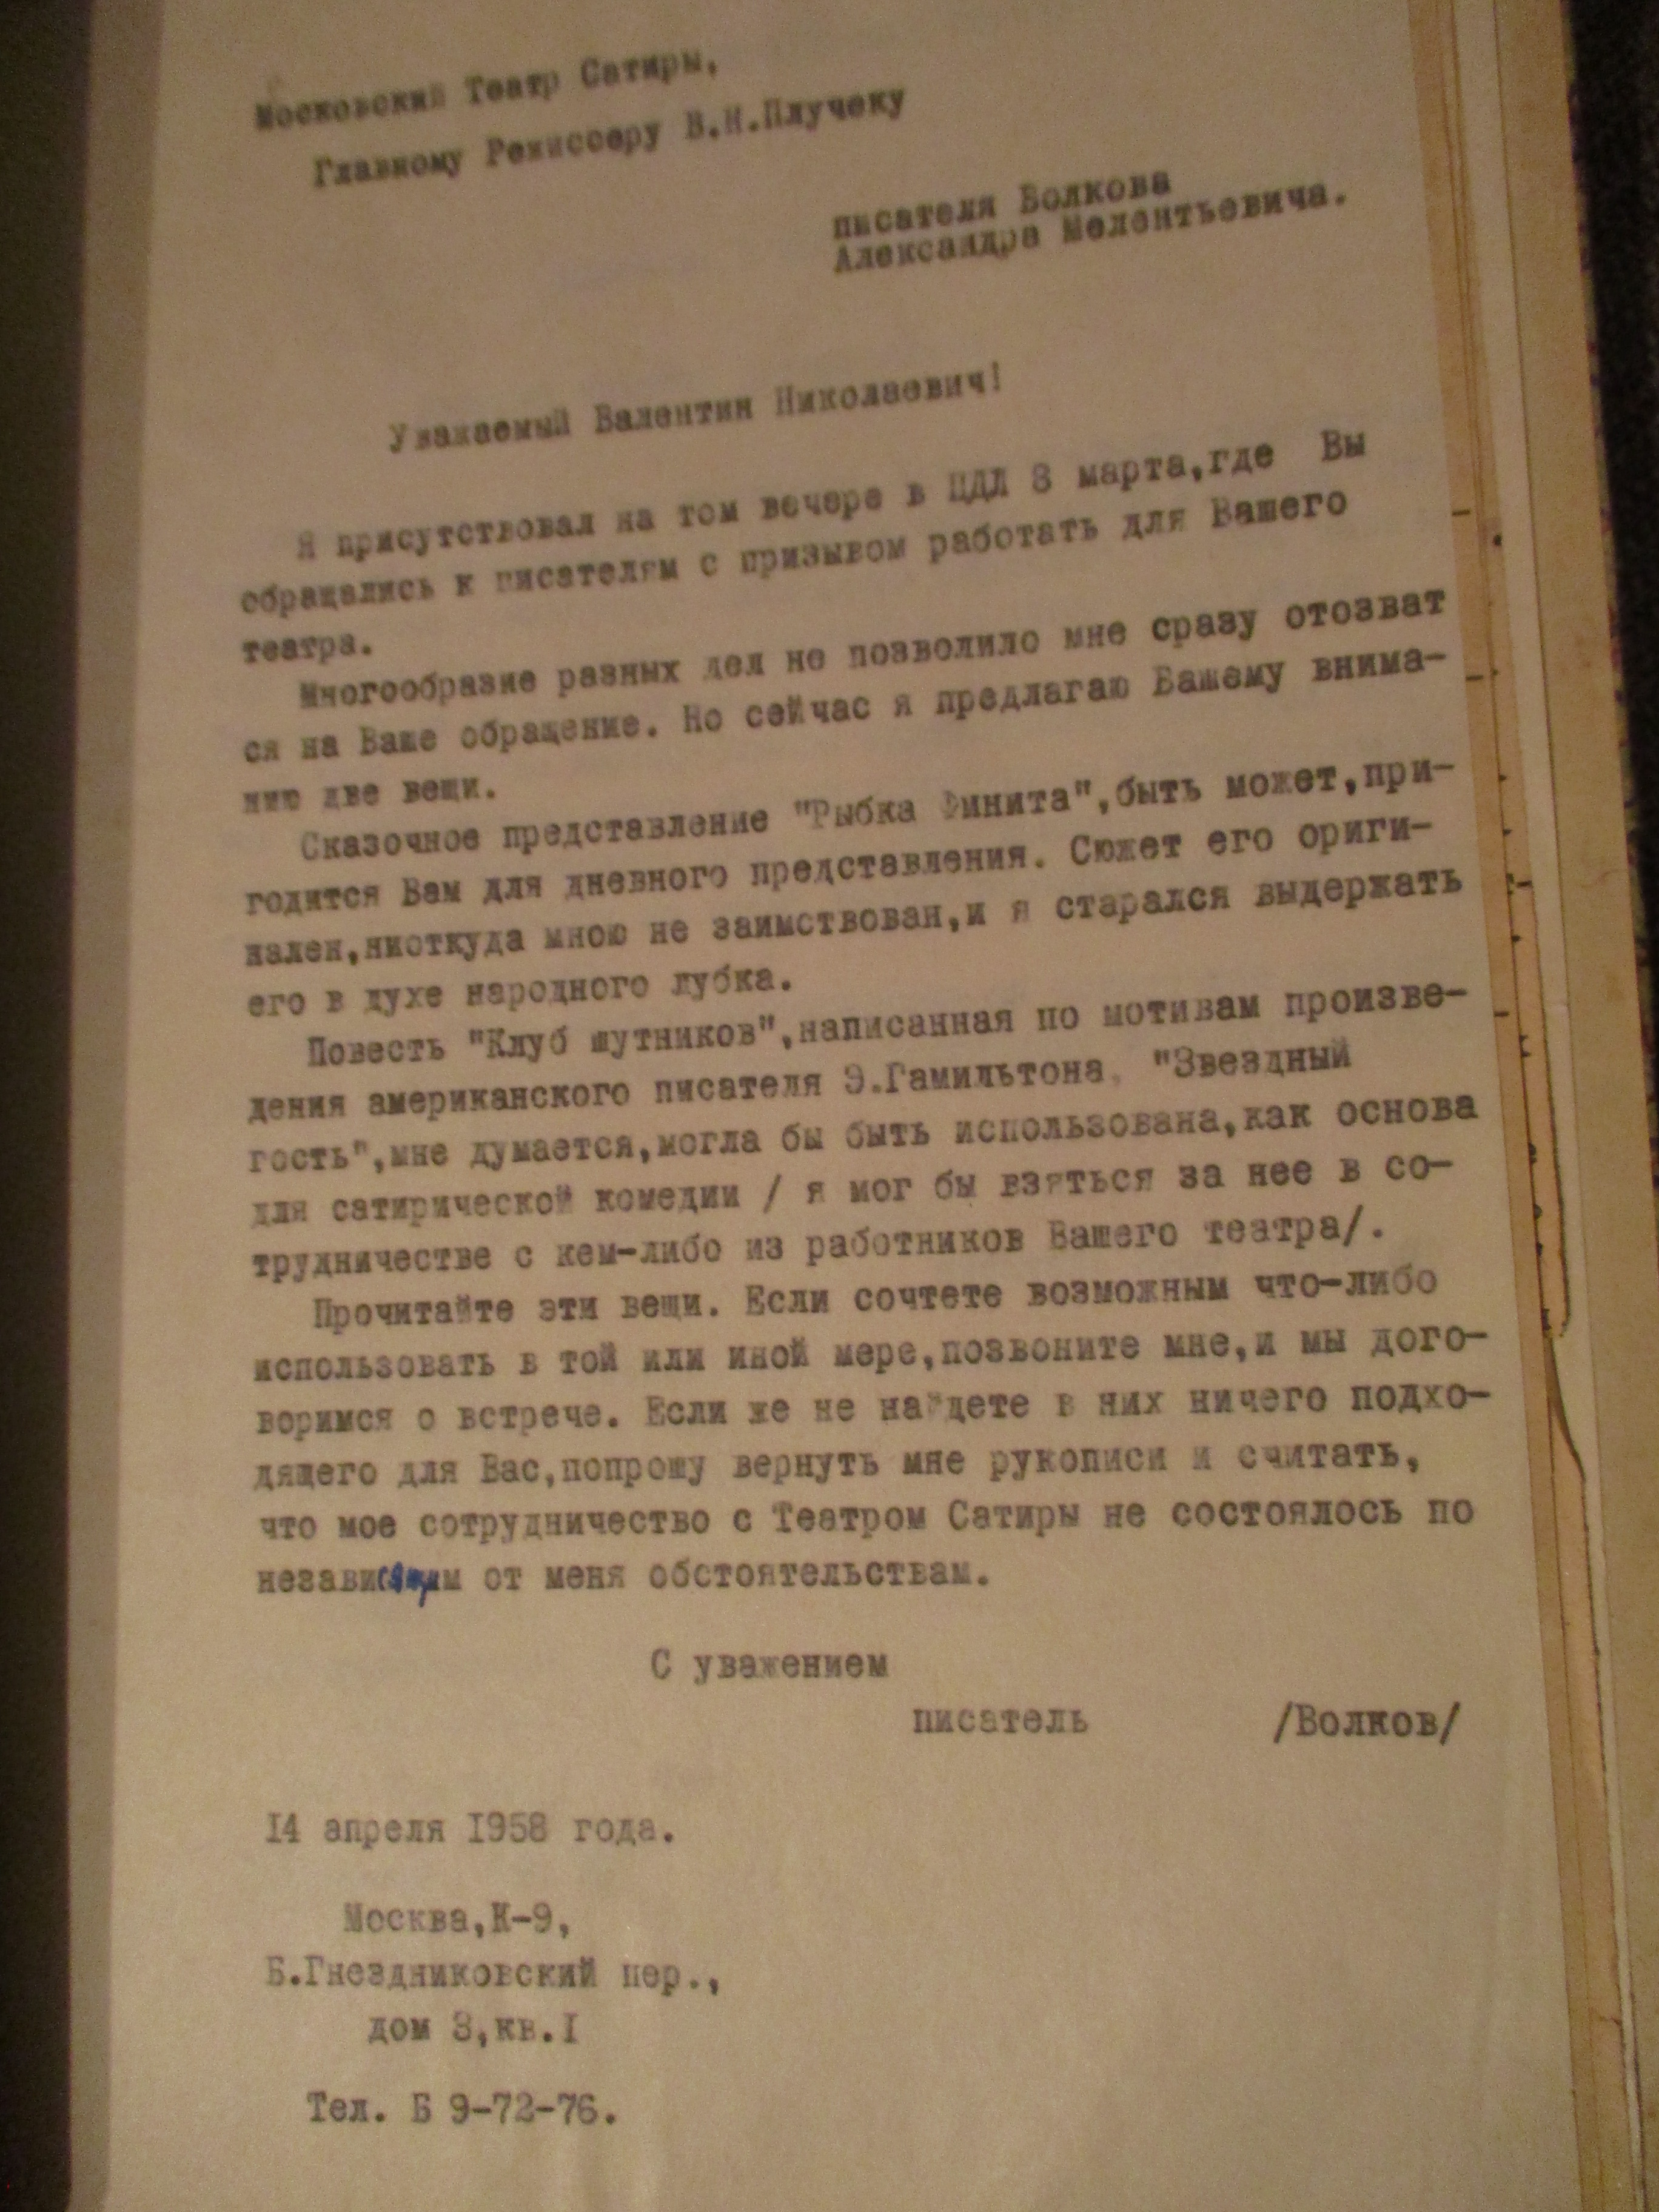 Московский Театр Сатиры,
Главному Режиссеру В.Н.Плучеку
писателя Волкова
Александра Мелентьевича.
Уважаемый Валентин Николаевич!
Я присутствовал на том вечере в ЦДЛ 3 марта,где Вы
обращались к писателям с призывом работать для Вашего
театра.
Многообразие разных дел не позволило мне сразу отозват
ся на Ваше обращение. Но сейчас я предлагаю Вашему внима-
нию две вещи.
Сказочное представление "Рыбка Финита",быть может,при-
годится Вам для дневного представления. Сюжет его ориги-
нален,ниоткуда мною не заимствован,и я старался выдержать
его в духе народного лубка.
Повесть "Клуб шутников",написанная по мотивам произве-
дения американского писателя Э.Гамильтона, "Звездный
гость",мне думается,могла бы быть использована,как основа
для сатирической комедии / я мог бы взяться за нее в со-
трудничестве с кем-либо из работников Вашего театра/.
Прочитайте эти вещи. Если сочтете возможным что-либо
использовать в той или иной мере,позвоните мне,и мы дого-
воримся о встрече. Если же не найдете в них ничего подхо-
дящего для Вас,попрошу вернуть мне рукописи и считать,
что мое сотрудничество с Театром Сатиры не состоялось по
независящим от меня обстоятельствам.
С уважением
писатель /Волков/
14 апреля 1958 года.
Москва,К-9,
Б.Гнездниковский пер.,
дом 3,кв.I
Тел. Б 9-72-76.